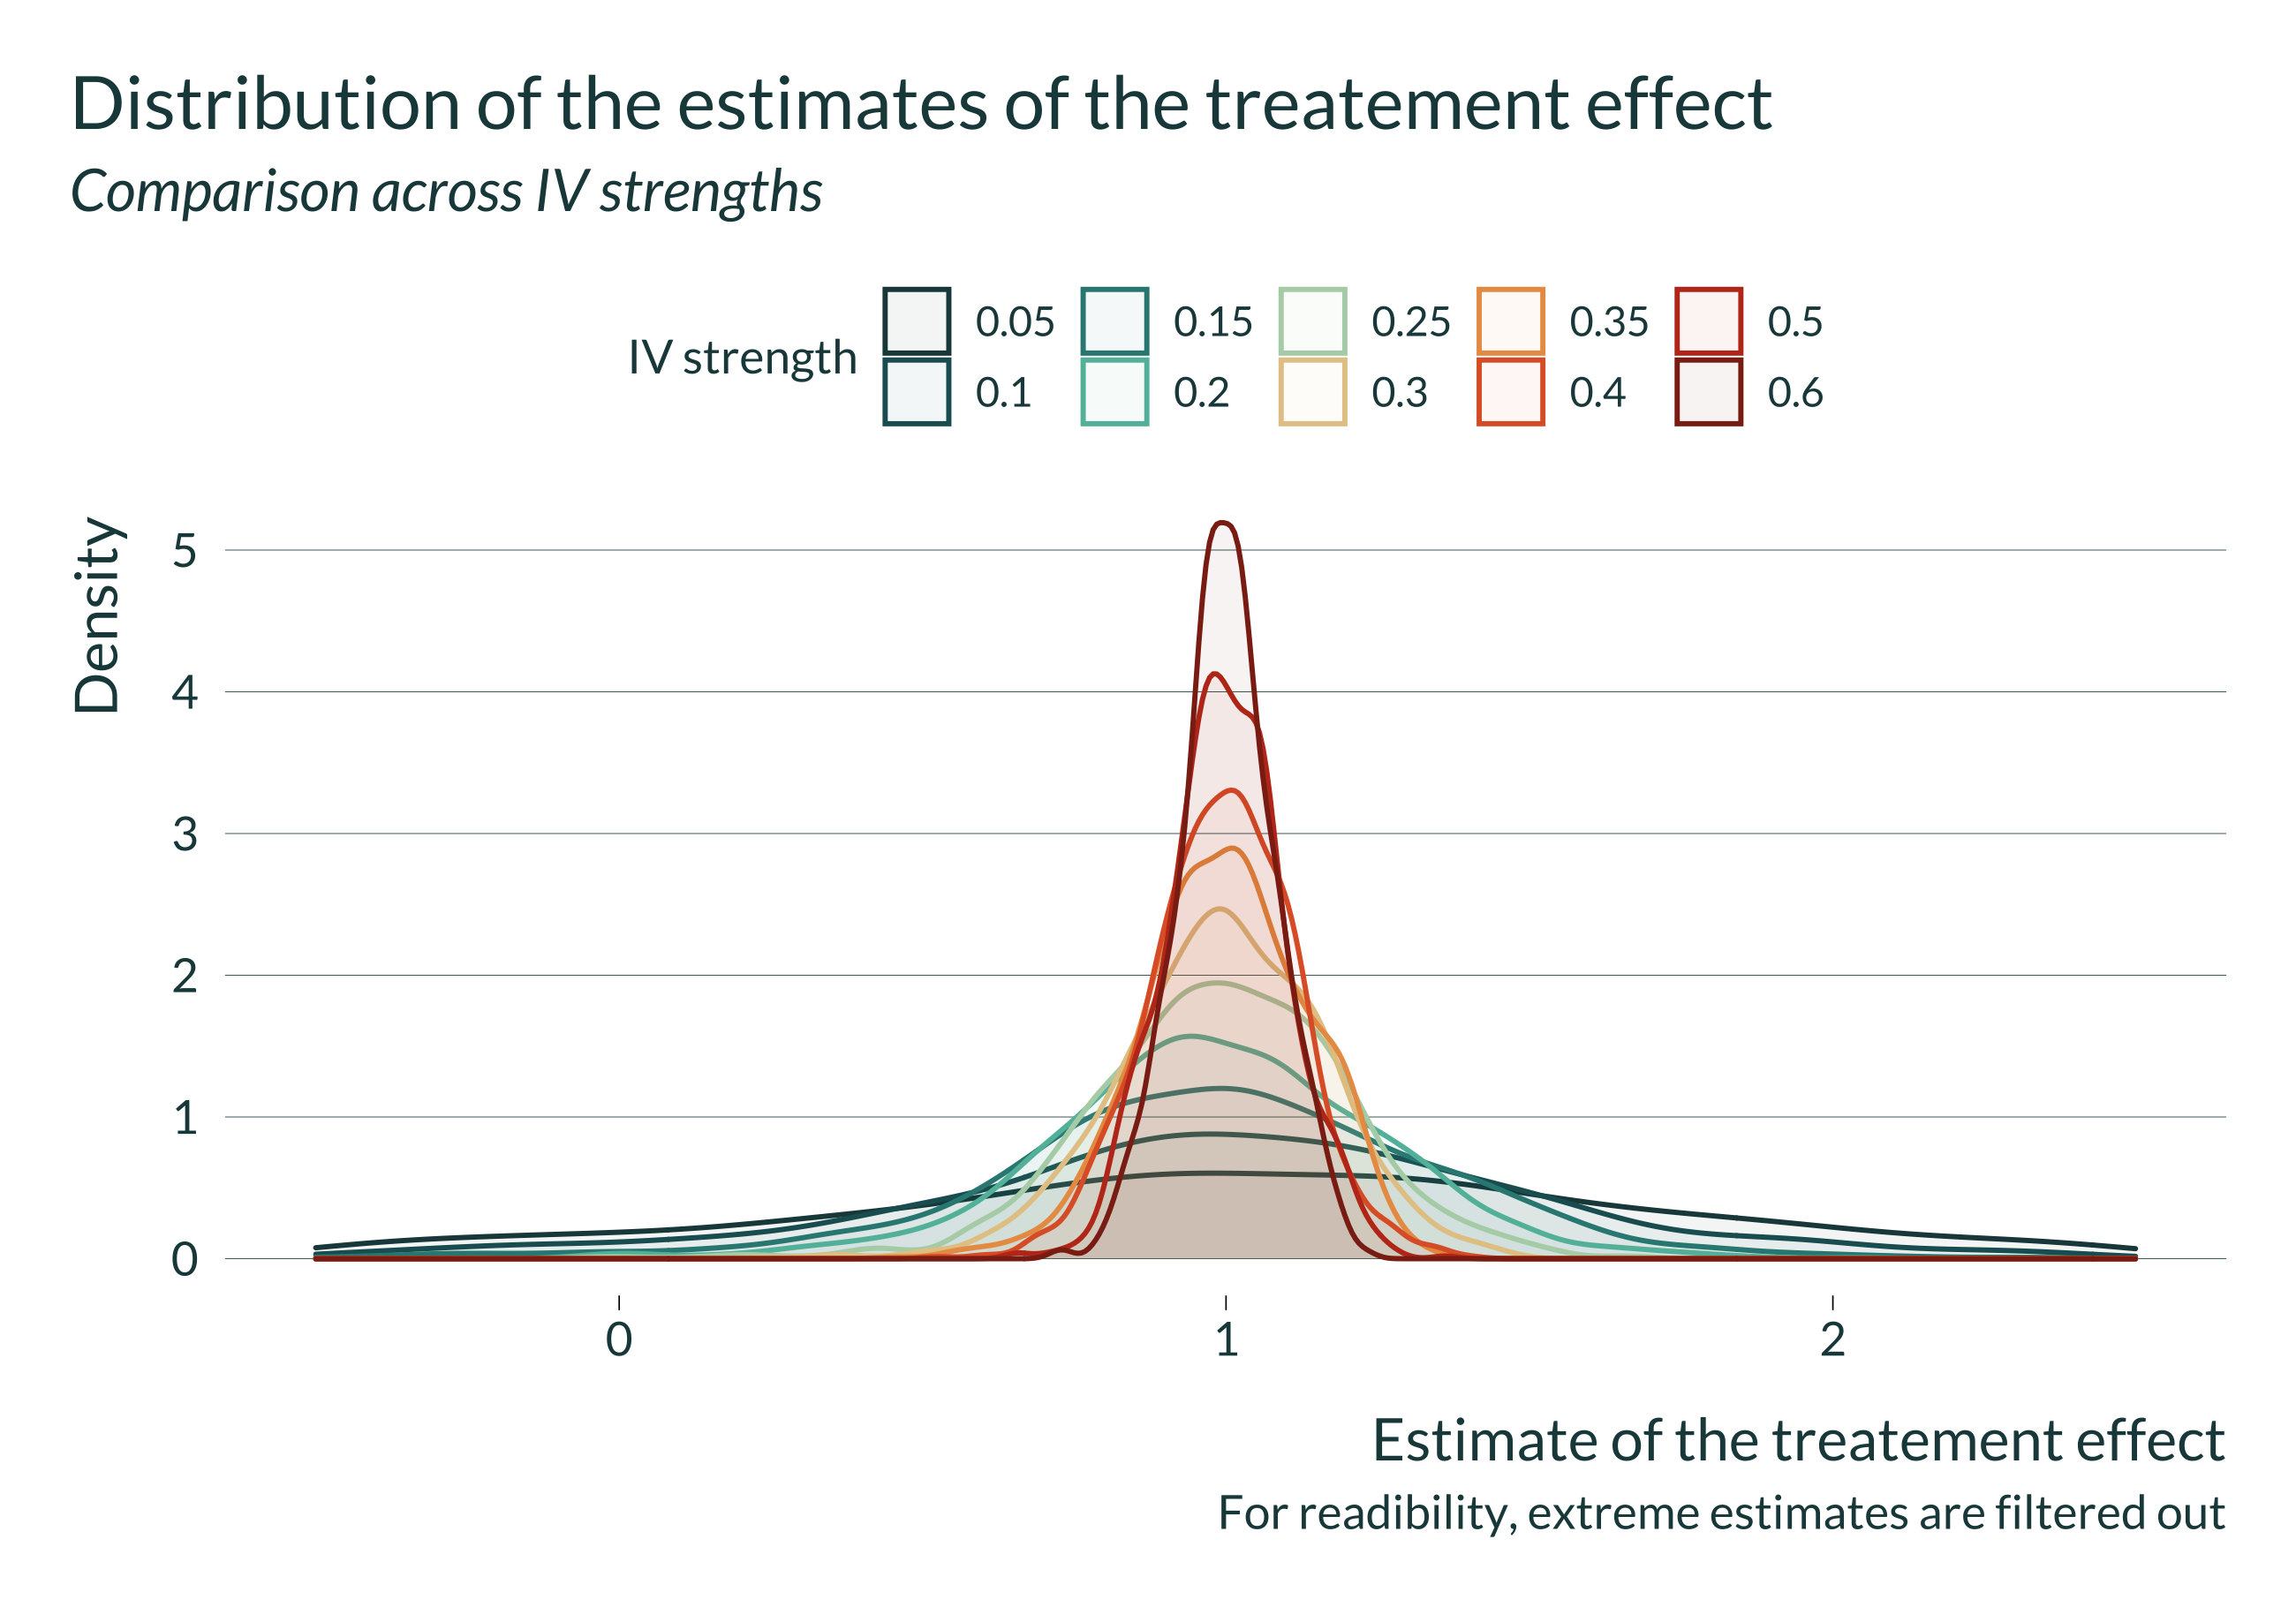 Distribution of the estimates of the treatement effect
Comparison across IV strengths
IV strength
0.05 0.15 0.25 0.35 0.5
0.1 0.2 0.3 0.4 0.6
Density
5
4
3
2
1
0
0 1 2
Estimate of the treatement effect
For readibility, extreme estimates are filtered out